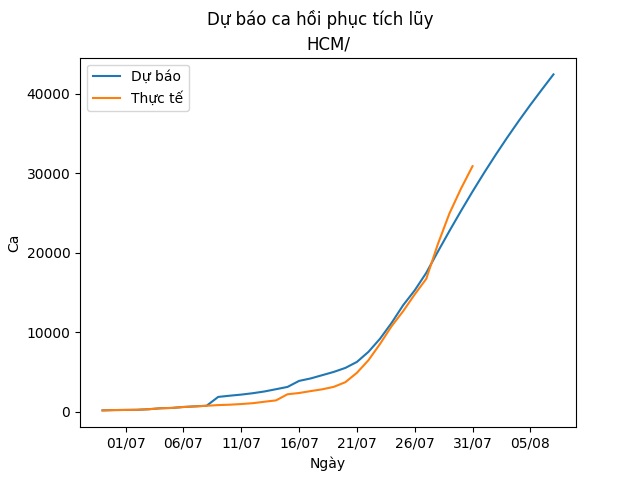 Dự báo ca hồi phục tích lũy
HCM/
Dự báo
Thực tế
40000
30000
20000
10000
0
Ca
01/07 06/07 11/07 16/07 21/07 26/07 31/07 05/08
Ngày